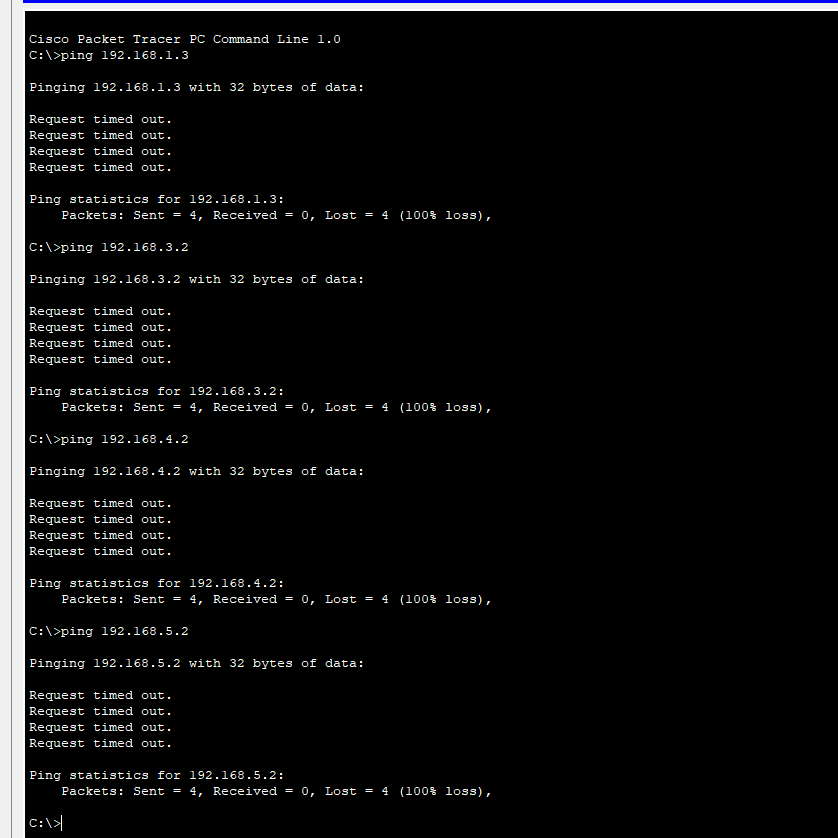 Cisco Packet Tracer PC Command Line 1.0
C:\>ping 192.168.1.3
Pinging 192.168.1.3 with 32 bytes of data:
Request timed out.
Request timed out.
Request timed out.
Request timed out.
Ping statistics for 192.168.1.3:
    Packets: Sent = 4, Received = 0, Lost = 4 (100% loss),
C:\>ping 192.168.3.2
Pinging 192.168.3.2 with 32 bytes of data:
Request timed out.
Request timed out.
Request timed out.
Request timed out.
Ping statistics for 192.168.3.2:
    Packets: Sent = 4, Received = 0, Lost = 4 (100% loss),
C:\>ping 192.168.4.2
Pinging 192.168.4.2 with 32 bytes of data:
Request timed out.
Request timed out.
Request timed out.
Request timed out.
Ping statistics for 192.168.4.2:
    Packets: Sent = 4, Received = 0, Lost = 4 (100% loss),
C:\>ping 192.168.5.2
Pinging 192.168.5.2 with 32 bytes of data:
Request timed out.
Request timed out.
Request timed out.
Request timed out.
Ping statistics for 192.168.5.2:
    Packets: Sent = 4, Received = 0, Lost = 4 (100% loss),
C:\>